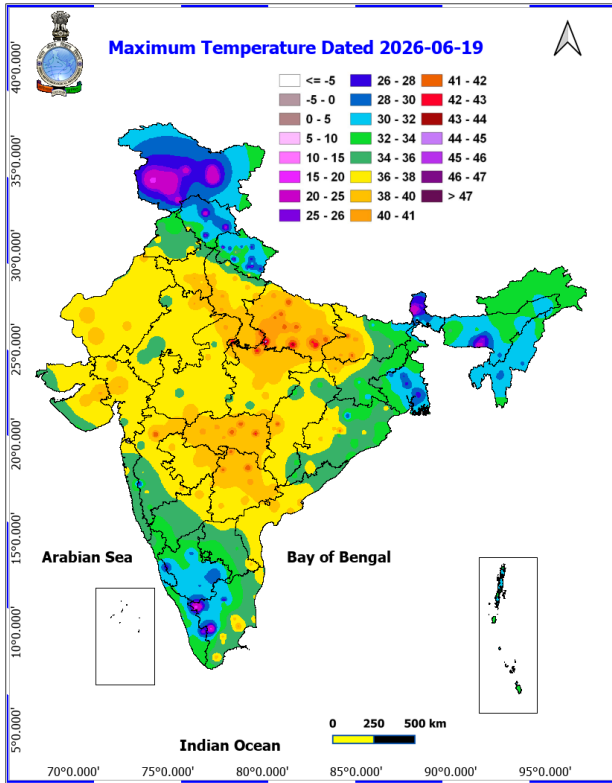 Maximum Temperature Dated 2026-06-19
<= -5
-5 - 0
0 - 5
5 - 10
10 - 15
15 - 20
20 - 25
25 - 26
26 - 28
28 - 30
30 - 32
32 - 34
34 - 36
36 - 38
38 - 40
40 - 41
41 - 42
42 - 43
43 - 44
44 - 45
45 - 46
46 - 47
> 47
40°0.000'
35°0.000'
30°0.000'
25°0.000'
20°0.000'
15°0.000'
10°0.000'
5°0.000'
Arabian Sea
Bay of Bengal
Indian Ocean
0 250 500 km
70°0.000' 75°0.000' 80°0.000' 85°0.000' 90°0.000' 95°0.000'